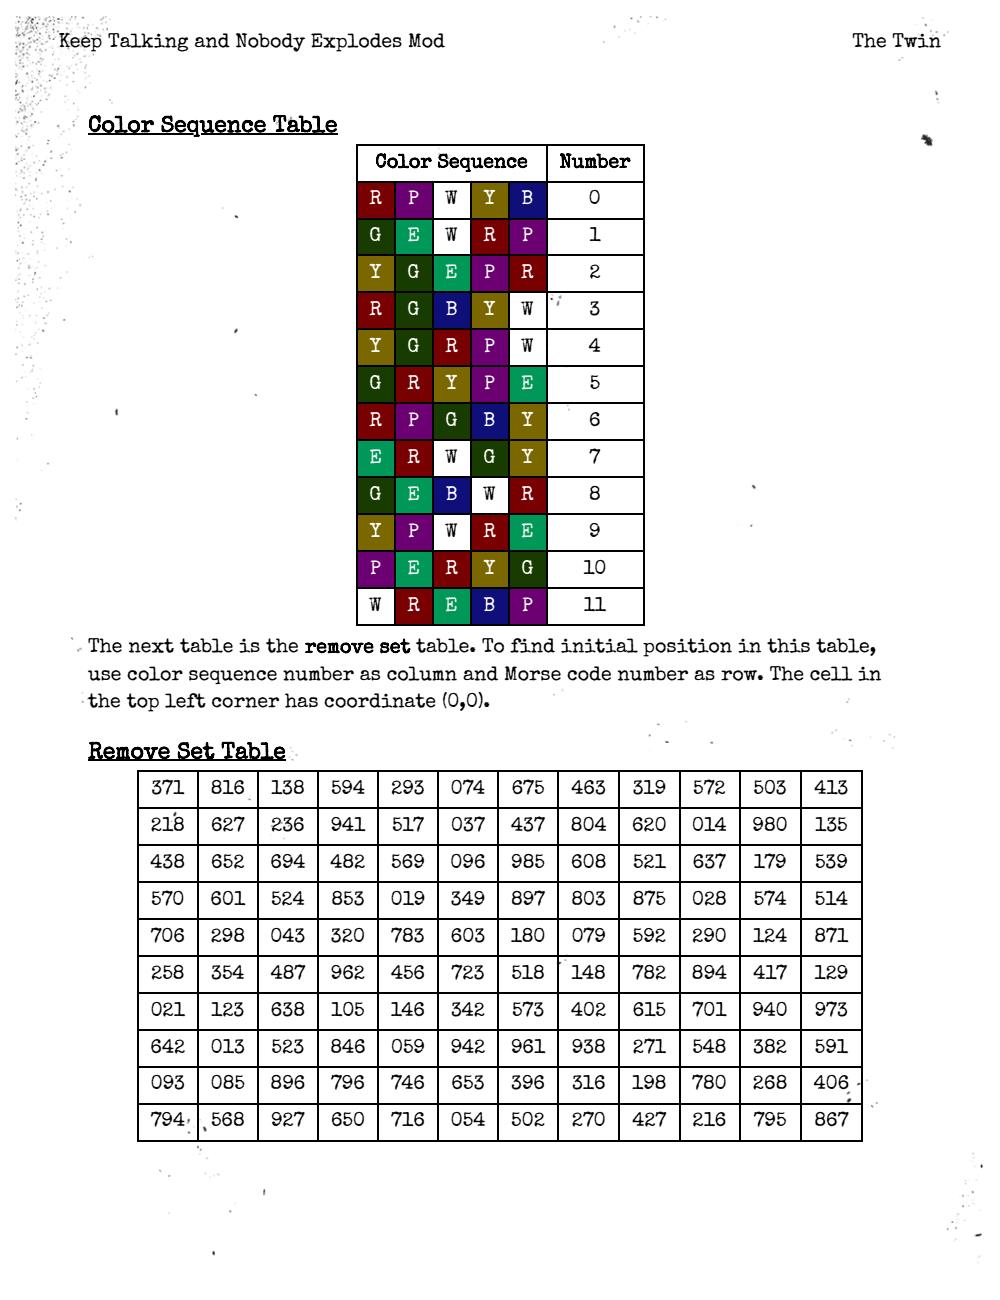 Keep Talking and Nobody Explodes Mod The Twin
Color Sequence Table
Color Sequence Number
R P W Y B 0
G E W R P 1
Y G E P R 2
R G B Y W 3
Y G R P W 4
G R Y P E 5
R P G B Y 6
E R W G Y 7
G E B W R 8
Y P W R E 9
P E R Y G 10
W R E B P 11
The next table is the remove set table. To find initial position in this table,
use color sequence number as column and Morse code number as row. The cell in
the top left corner has coordinate (0,0).
Remove Set Table
371 816 138 594 293 074 675 463 319 572 503 413
218 627 236 941 517 037 437 804 620 014 980 135
438 652 694 482 569 096 985 608 521 637 179 539
570 601 524 853 019 349 897 803 875 028 574 514
706 298 043 320 783 603 180 079 592 290 124 871
258 354 487 962 456 723 518 148 782 894 417 129
021 123 638 105 146 342 573 402 615 701 940 973
642 013 523 846 059 942 961 938 271 548 382 591
093 085 896 796 746 653 396 316 198 780 268 406
794 568 927 650 716 054 502 270 427 216 795 867